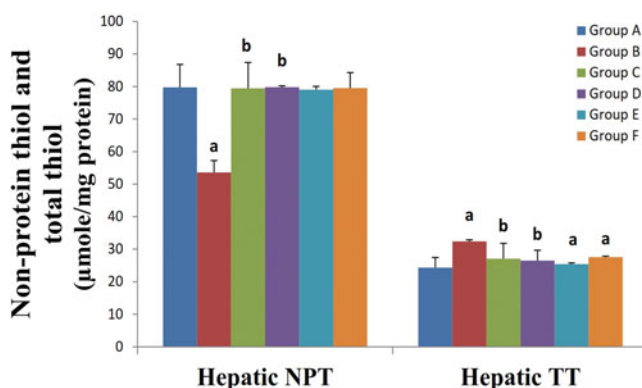 Non-protein thiol and
total thiol
(µmole/mg protein)
100
90
80
70
60
50
40
30
20
10
0
a
b
b
a
b
b
a
a
Hepatic NPT
Hepatic TT
Group A
Group B
Group C
Group D
Group E
Group F